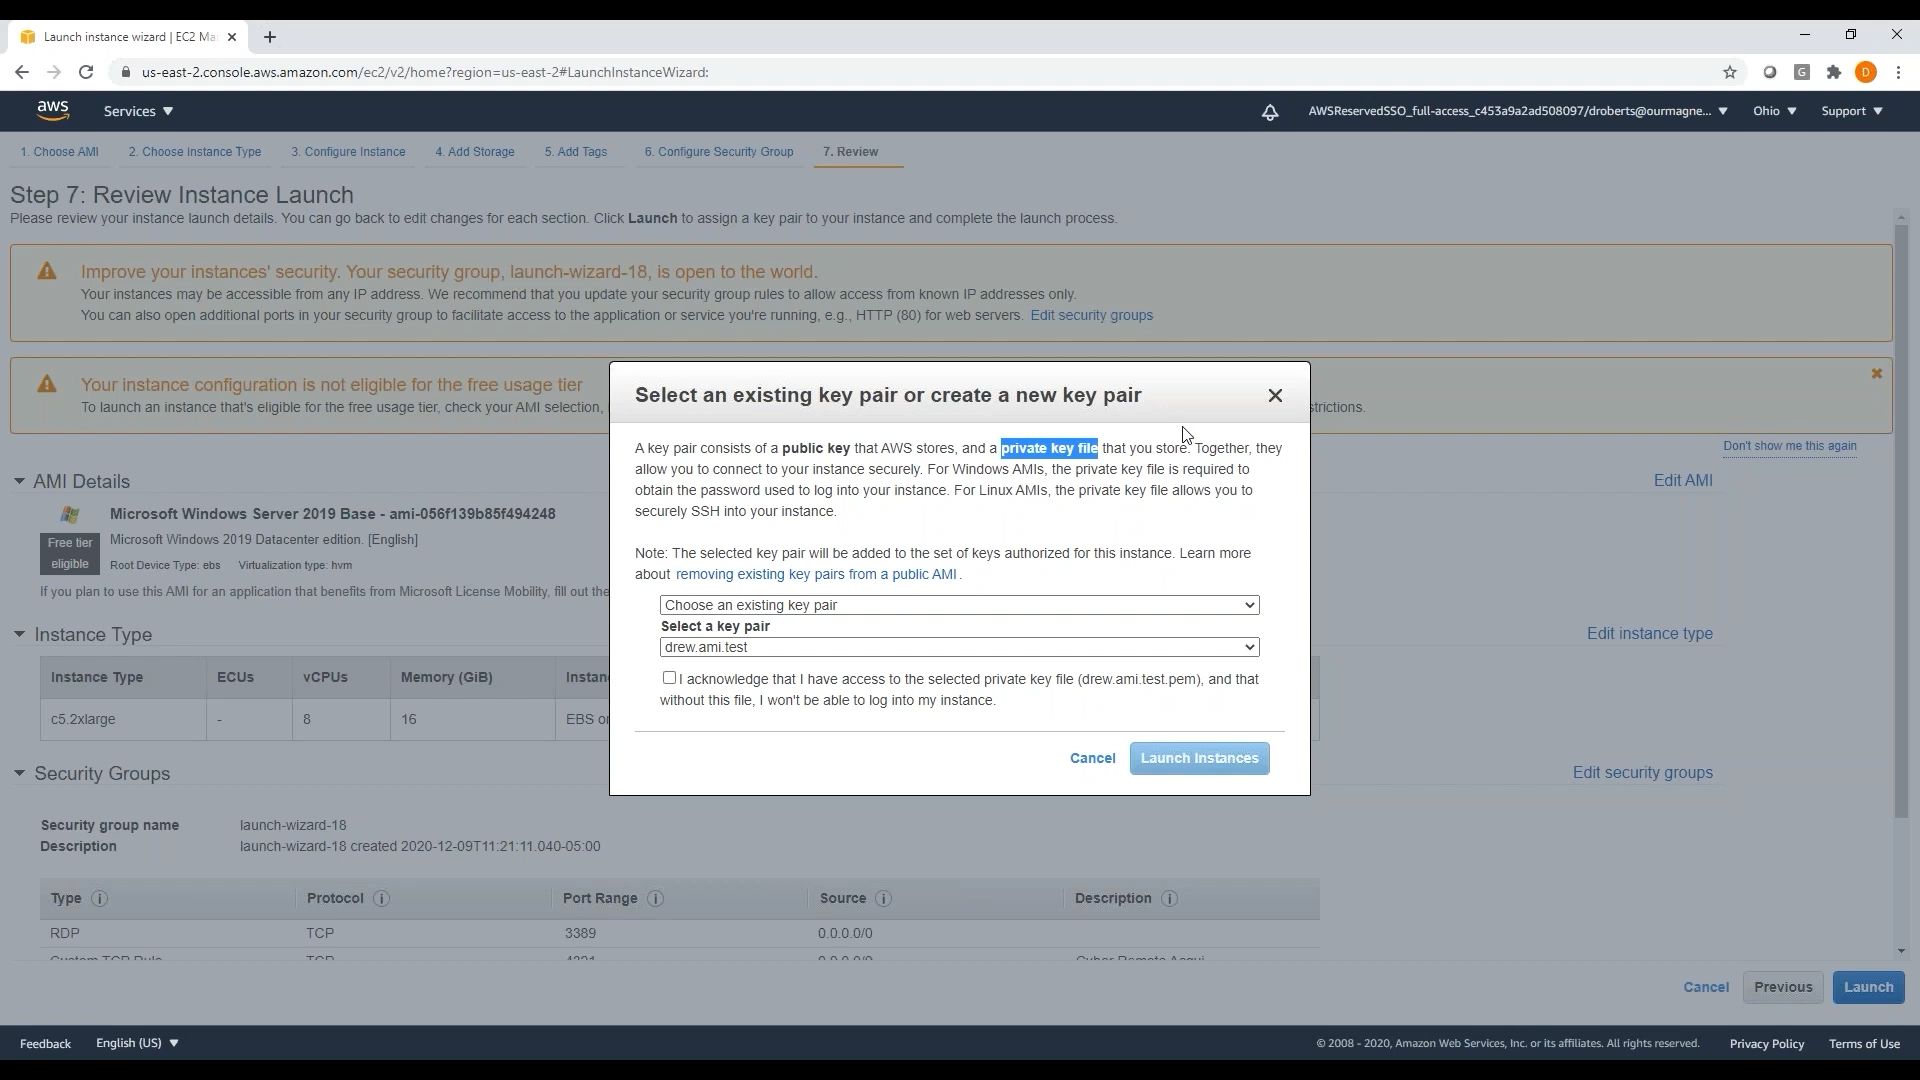 Launch instance wizard | EC2 Ma
us-east-2.console.aws.amazon.com/ec2/v2/home?region=us-east-2#LaunchInstanceWizard:
G
D
aws
Services
AWSReservedSSO_full-access_c453a9a2ad508097/droberts@ourmagne...
Ohio
Support
1. Choose AMI
2. Choose Instance Type
3. Configure Instance
4. Add Storage
5. Add Tags
6. Configure Security Group
7. Review
Step 7: Review Instance Launch
Please review your instance launch details. You can go back to edit changes for each section. Click Launch to assign a key pair to your instance and complete the launch process.
Improve your instances' security. Your security group, launch-wizard-18, is open to the world.
Your instances may be accessible from any IP address. We recommend that you update your security group rules to allow access from known IP addresses only.
You can also open additional ports in your security group to facilitate access to the application or service you're running, e.g., HTTP (80) for web servers. Edit security groups
Your instance configuration is not eligible for the free usage tier
To launch an instance that's eligible for the free usage tier, check your AMI selection,
strictions.
Don't show me this again
Select an existing key pair or create a new key pair
A key pair consists of a public key that AWS stores, and a private key file that you store. Together, they
allow you to connect to your instance securely. For Windows AMIs, the private key file is required to
obtain the password used to log into your instance. For Linux AMIs, the private key file allows you to
securely SSH into your instance.
Note: The selected key pair will be added to the set of keys authorized for this instance. Learn more
about removing existing key pairs from a public AMI.
Choose an existing key pair
Select a key pair
drew.ami.test
I acknowledge that I have access to the selected private key file (drew.ami.test.pem), and that
without this file, I won't be able to log into my instance.
Cancel
Launch Instances
AMI Details
Edit AMI
Microsoft Windows Server 2019 Base - ami-056f139b85f494248
Free tier
eligible
Microsoft Windows 2019 Datacenter edition. [English]
Root Device Type: ebs
Virtualization type: hvm
If you plan to use this AMI for an application that benefits from Microsoft License Mobility, fill out the
Instance Type
Edit instance type
Instance Type
ECUs
vCPUs
Memory (GiB)
Instan
c5.2xlarge
-
8
16
EBS on
Security Groups
Edit security groups
Security group name
launch-wizard-18
Description
launch-wizard-18 created 2020-12-09T11:21:11.040-05:00
Type
Protocol
Port Range
Source
Description
RDP
TCP
3389
0.0.0.0/0
Cancel
Previous
Launch
Feedback
English (US)
© 2008 - 2020, Amazon Web Services, Inc. or its affiliates. All rights reserved.
Privacy Policy
Terms of Use